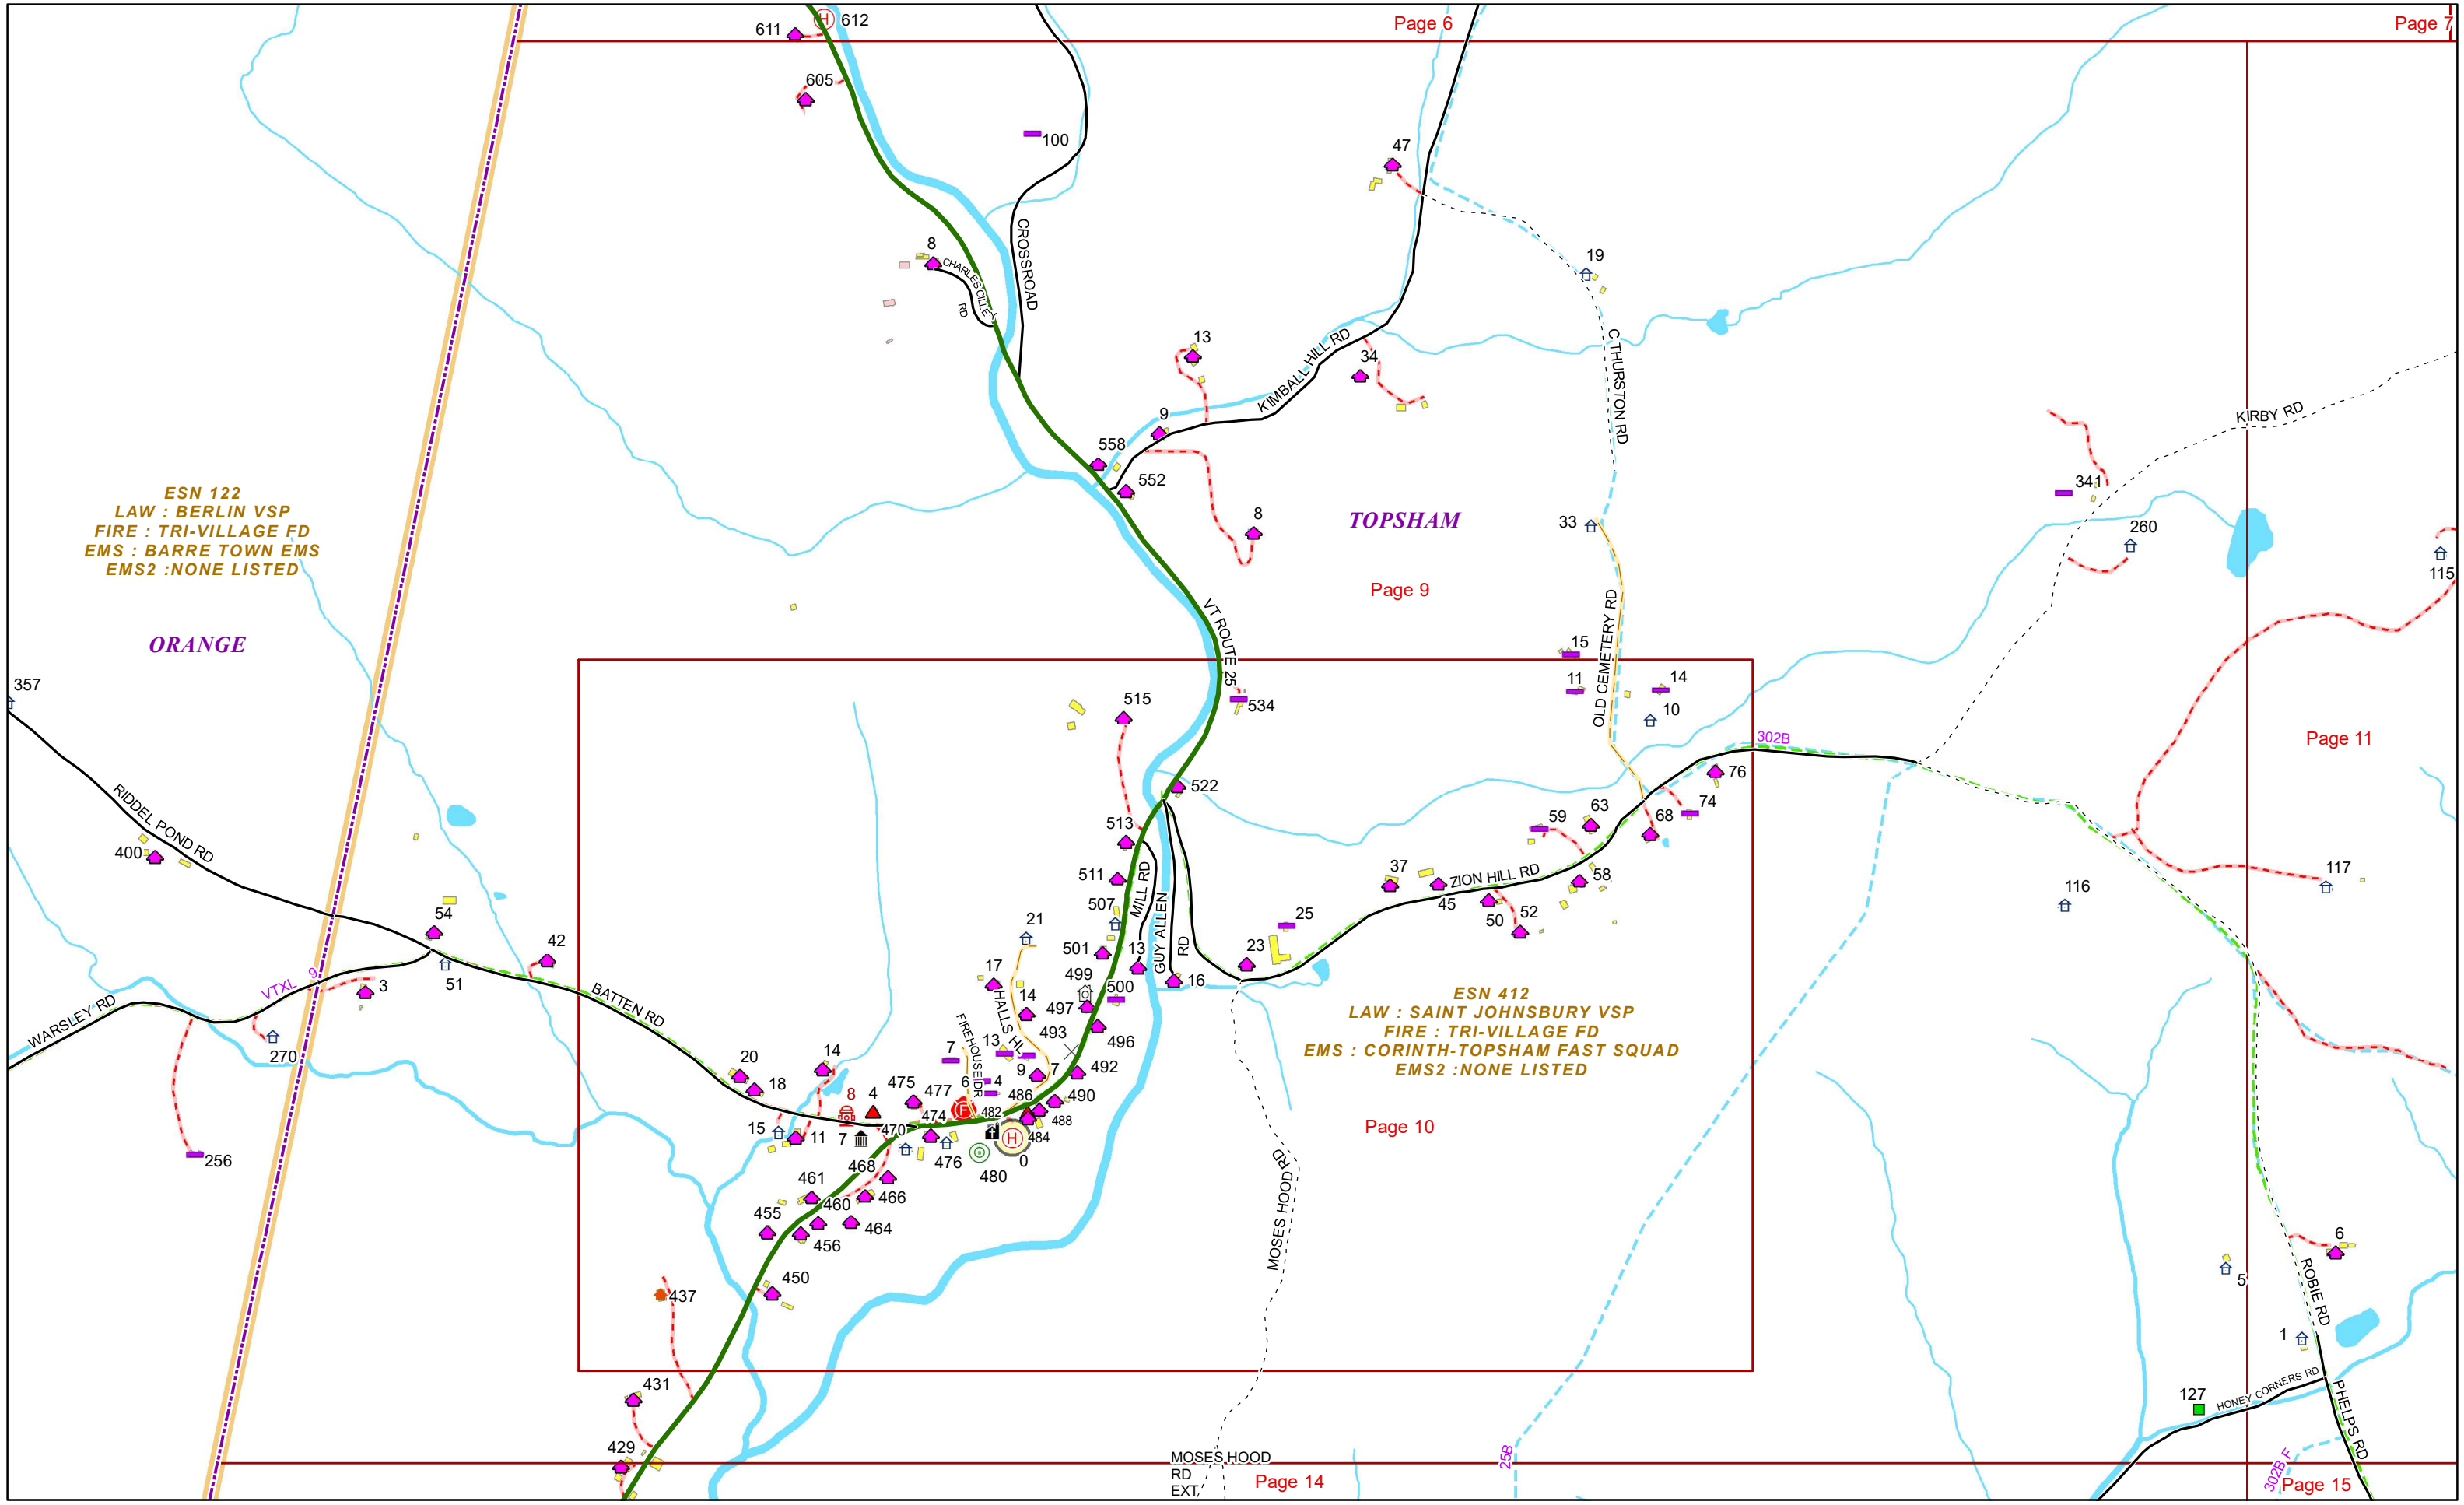 Page 6
Page 7
612
611
605
100
47
CROSSROAD
8
CHARLES CILLEY
RD
19
13
34
KIMBALL HILL RD
C THURSTON RD
9
KIRBY RD
558
552
341
8
TOPSHAM
33
260
115
ESN 122
LAW : BERLIN VSP
FIRE : TRI-VILLAGE FD
EMS : BARRE TOWN EMS
EMS2 :NONE LISTED
Page 9
VT ROUTE 25
OLD CEMETERY RD
ORANGE
15
11
14
10
357
534
515
302B
Page 11
522
76
74
RIDDEL POND RD
400
513
59
63
68
511
MILL RD
GUY ALLEN
RD
37
ZION HILL RD
58
45
50
52
117
116
507
54
42
21
25
501
13
23
VTXL
9
3
51
17
499
500
16
BATTEN RD
WARSLEY RD
HALLS HL
14
497
493
496
ESN 412
LAW : SAINT JOHNSBURY VSP
FIRE : TRI-VILLAGE FD
EMS : CORINTH-TOPSHAM FAST SQUAD
EMS2 :NONE LISTED
270
FIREHOUSE DR
7
13
20
14
18
9
7
492
475
477
6
4
486
490
8
4
474
F
482
488
Page 10
15
11
7
470
H
484
476
480
0
256
468
461
466
MOSES HOOD RD
460
455
464
456
450
437
6
5
ROBIE RD
1
431
HONEY CORNERS RD
127
PHELPS RD
429
MOSES HOOD
RD
EXT
Page 14
25B
302B F
Page 15